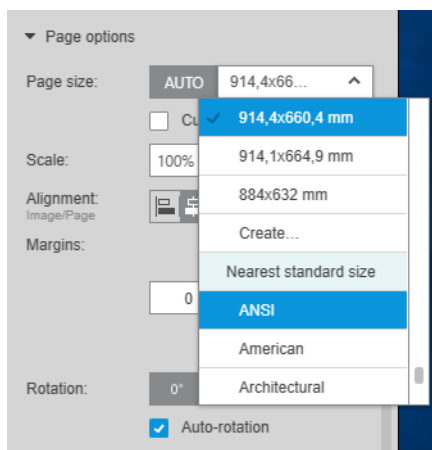 Page options
Page size:
AUTO
914,4x66...
Cu
914,4x660,4 mm
914,1x664,9 mm
884x632 mm
Create...
Nearest standard size
ANSI
American
Architectural
Scale:
100%
Alignment:
Image/Page
Margins:
0
Rotation:
0°
Auto-rotation